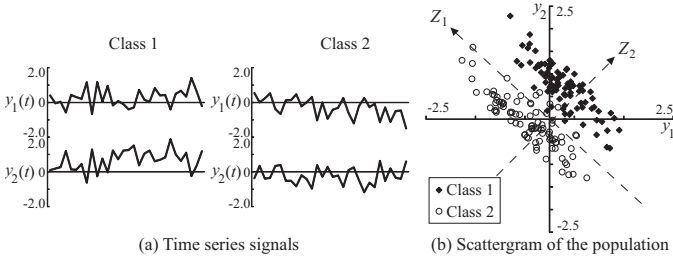 Class 1
2.0
y1(t) 0
-2.0
2.0
y2(t) 0
-2.0
Class 2
2.0
y1(t) 0
-2.0
2.0
y2(t) 0
-2.0
(a) Time series signals
Z1
y2
2.5
Z2
-2.5
2.5
y1
Class 1
Class 2
-2.5
(b) Scattergram of the population